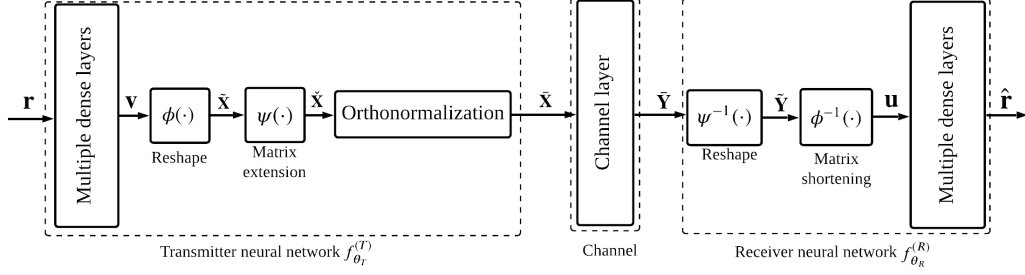 r
Multiple dense layers
v
ϕ(·)
Reshape
X̃
ψ(·)
Matrix
extension
X̌
Orthonormalization
Transmitter neural network f_{θ_T}^{(T)}
X̄
Channel layer
Channel
Ȳ
ψ^{-1}(·)
Reshape
Ỹ
ϕ^{-1}(·)
Matrix
shortening
u
Multiple dense layers
Receiver neural network f_{θ_R}^{(R)}
r̂